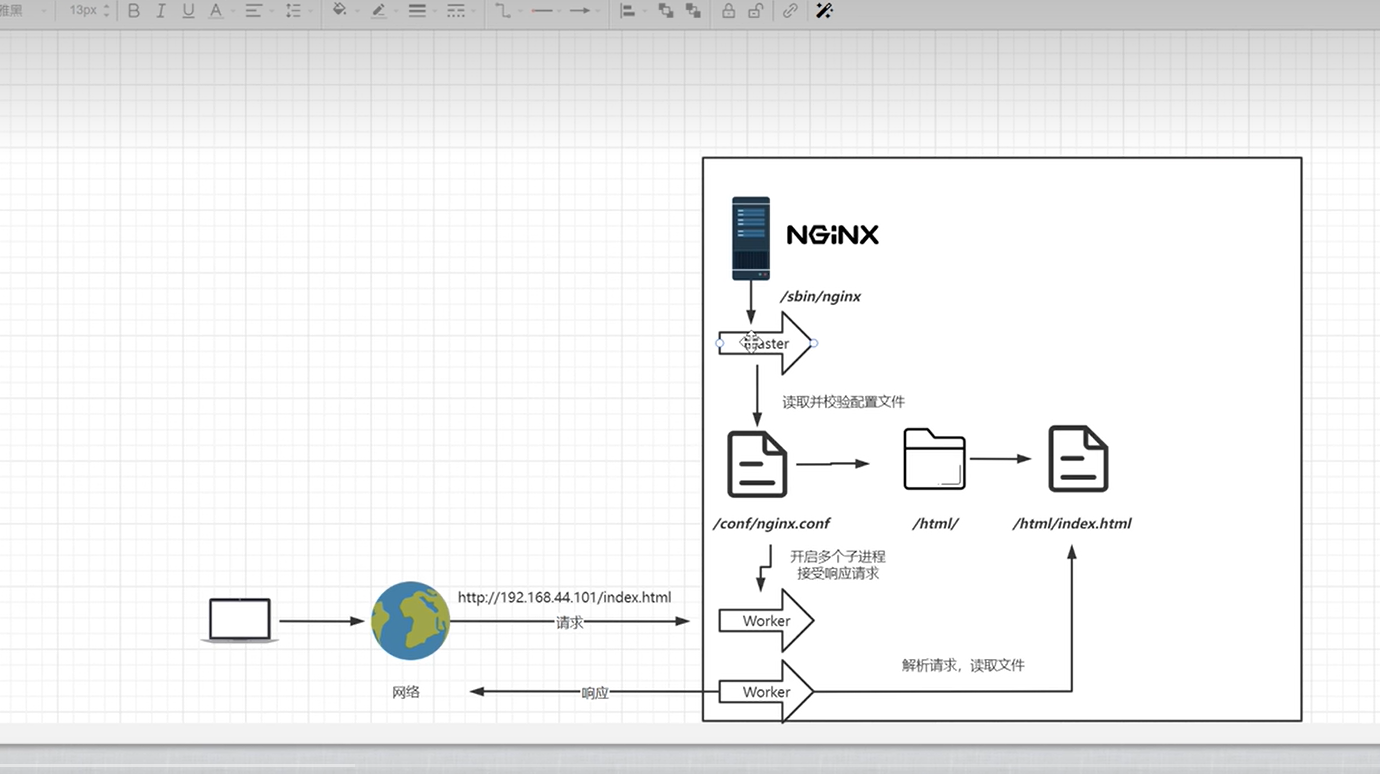 13px
B I U A
NGiNX
/sbin/nginx
Master
读取并校验配置文件
/conf/nginx.conf
/html/
/html/index.html
开启多个子进程
接受响应请求
http://192.168.44.101/index.html
请求
Worker
解析请求，读取文件
网络
响应
Worker